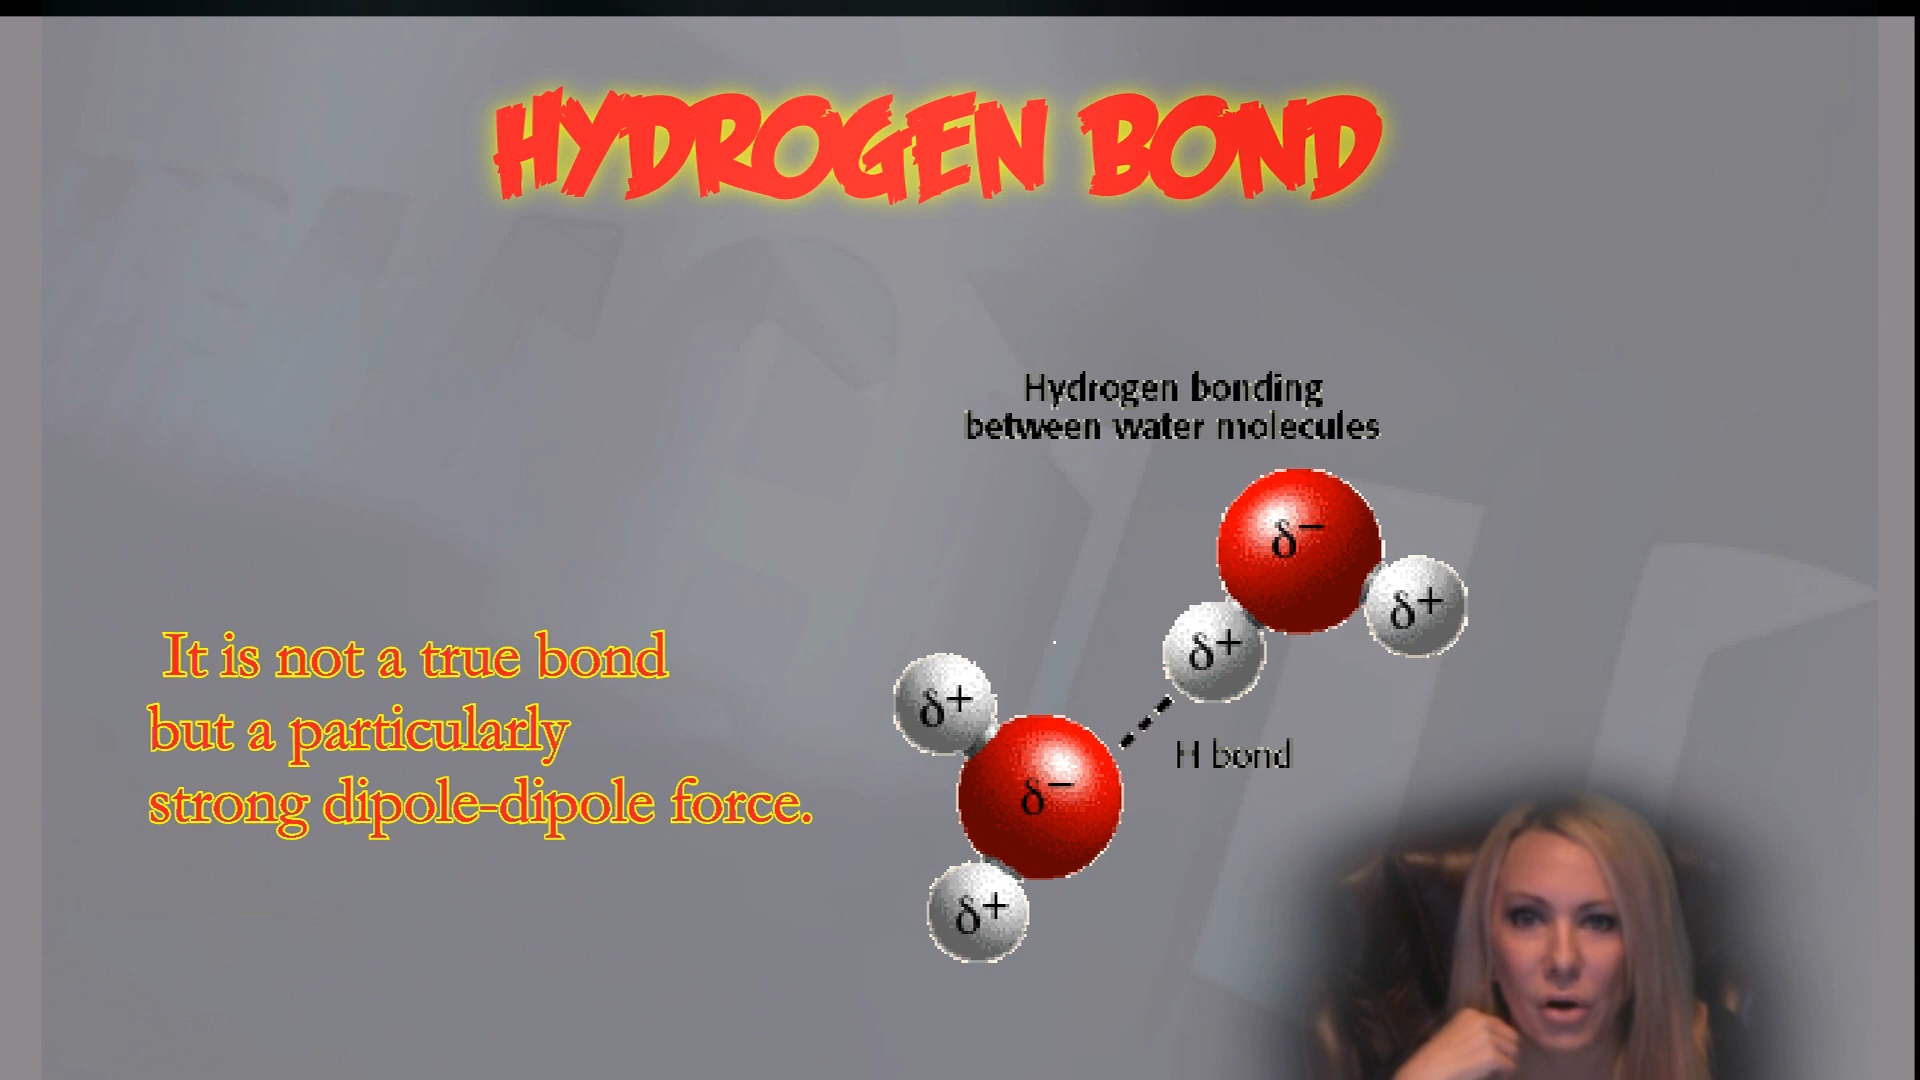 HYDROGEN BOND
Hydrogen bonding
between water molecules
δ−
δ+
δ+
δ+
H bond
δ−
δ+
It is not a true bond
but a particularly
strong dipole-dipole force.